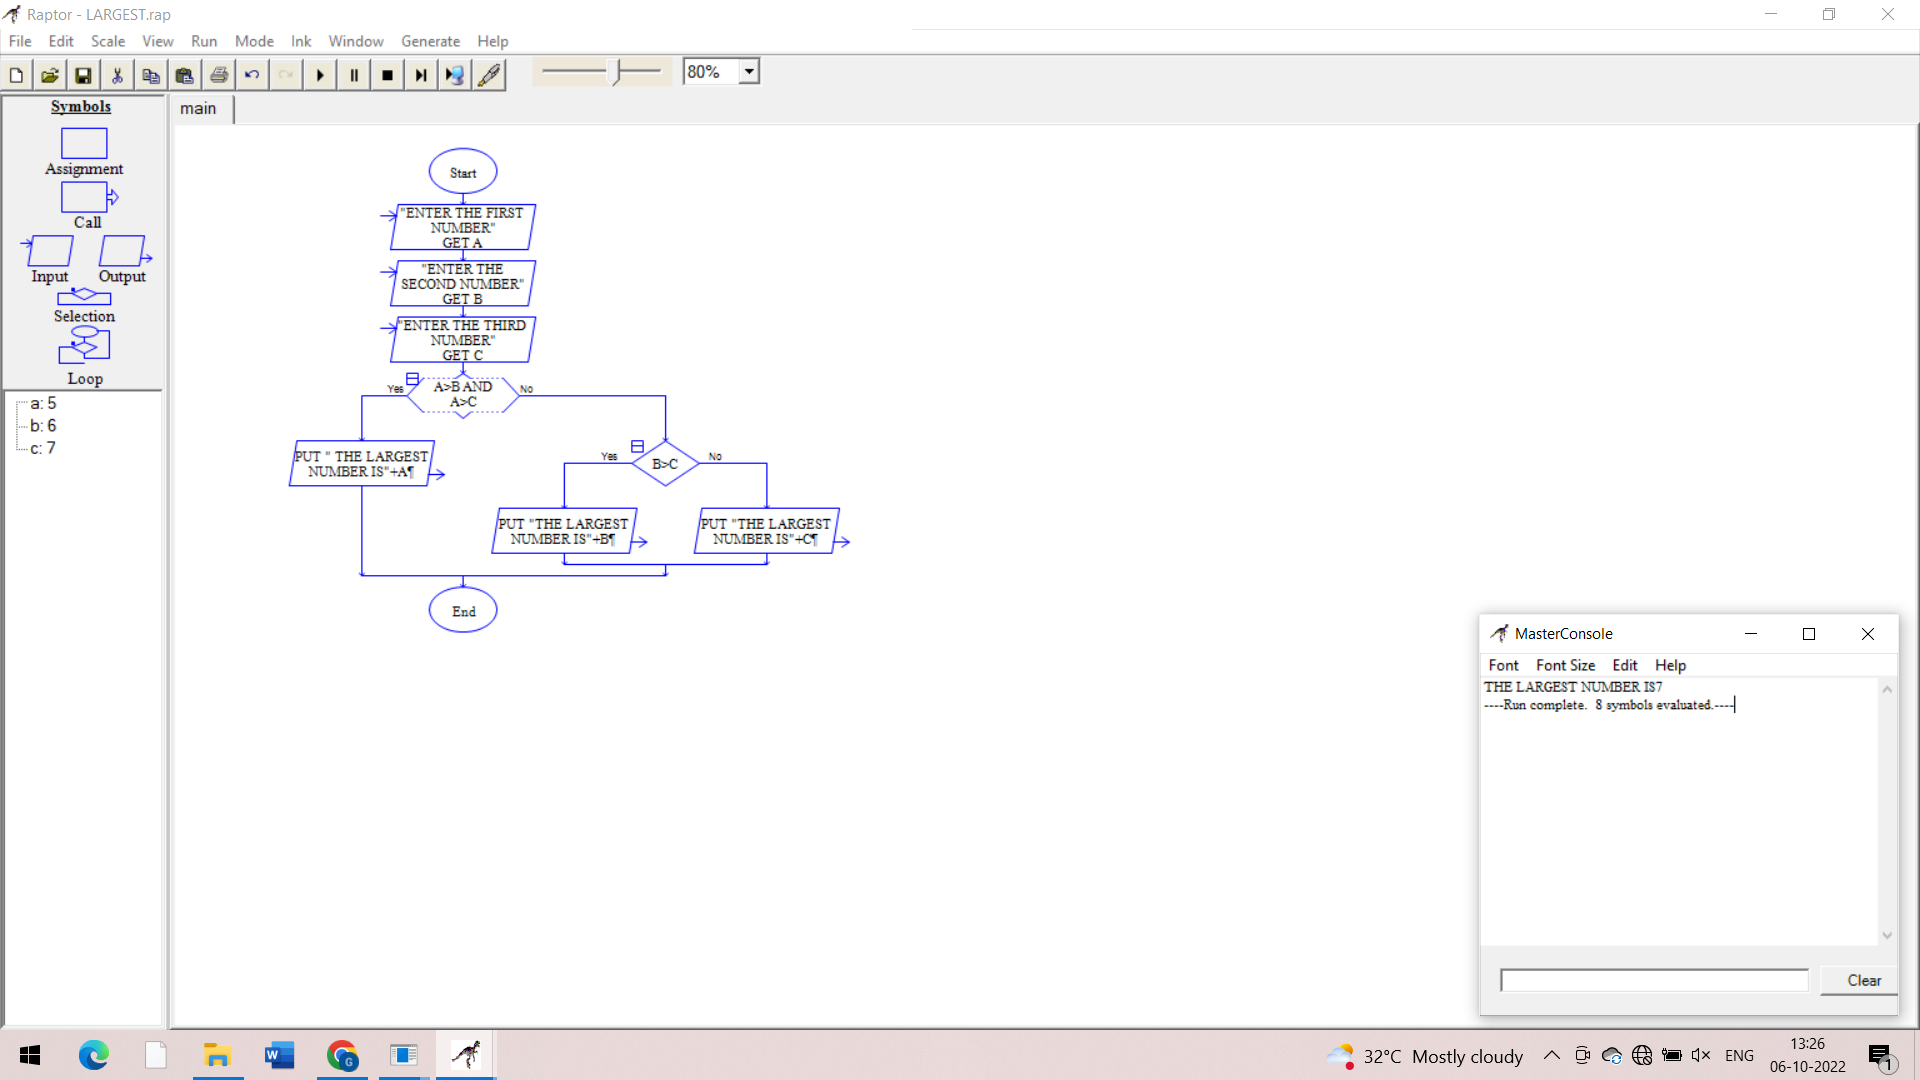 Raptor - LARGEST.rap
File Edit Scale View Run Mode Ink Window Generate Help
80%
Symbols
Assignment
Call
Input Output
Selection
Loop
a: 5
b: 6
c: 7
main
Start
"ENTER THE FIRST
NUMBER"
GET A
"ENTER THE
SECOND NUMBER"
GET B
"ENTER THE THIRD
NUMBER"
GET C
Yes
A>B AND
A>C
No
PUT " THE LARGEST
NUMBER IS"+A¶
Yes
B>C
No
PUT "THE LARGEST
NUMBER IS"+B¶
PUT "THE LARGEST
NUMBER IS"+C¶
End
MasterConsole
Font Font Size Edit Help
THE LARGEST NUMBER IS7
----Run complete.  8 symbols evaluated.----
Clear
W
G
32°C Mostly cloudy
ENG
13:26
06-10-2022
1